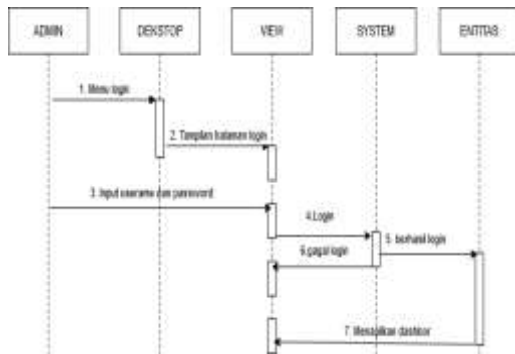 ADMIN
DEKSTOP
VIEW
SYSTEM
ENTITAS
1. Menu login
2. Tampilan halaman login
3. Input username dan password
4.Login
5. berhasil login
6.gagal login
7. Menapilkan dashbor